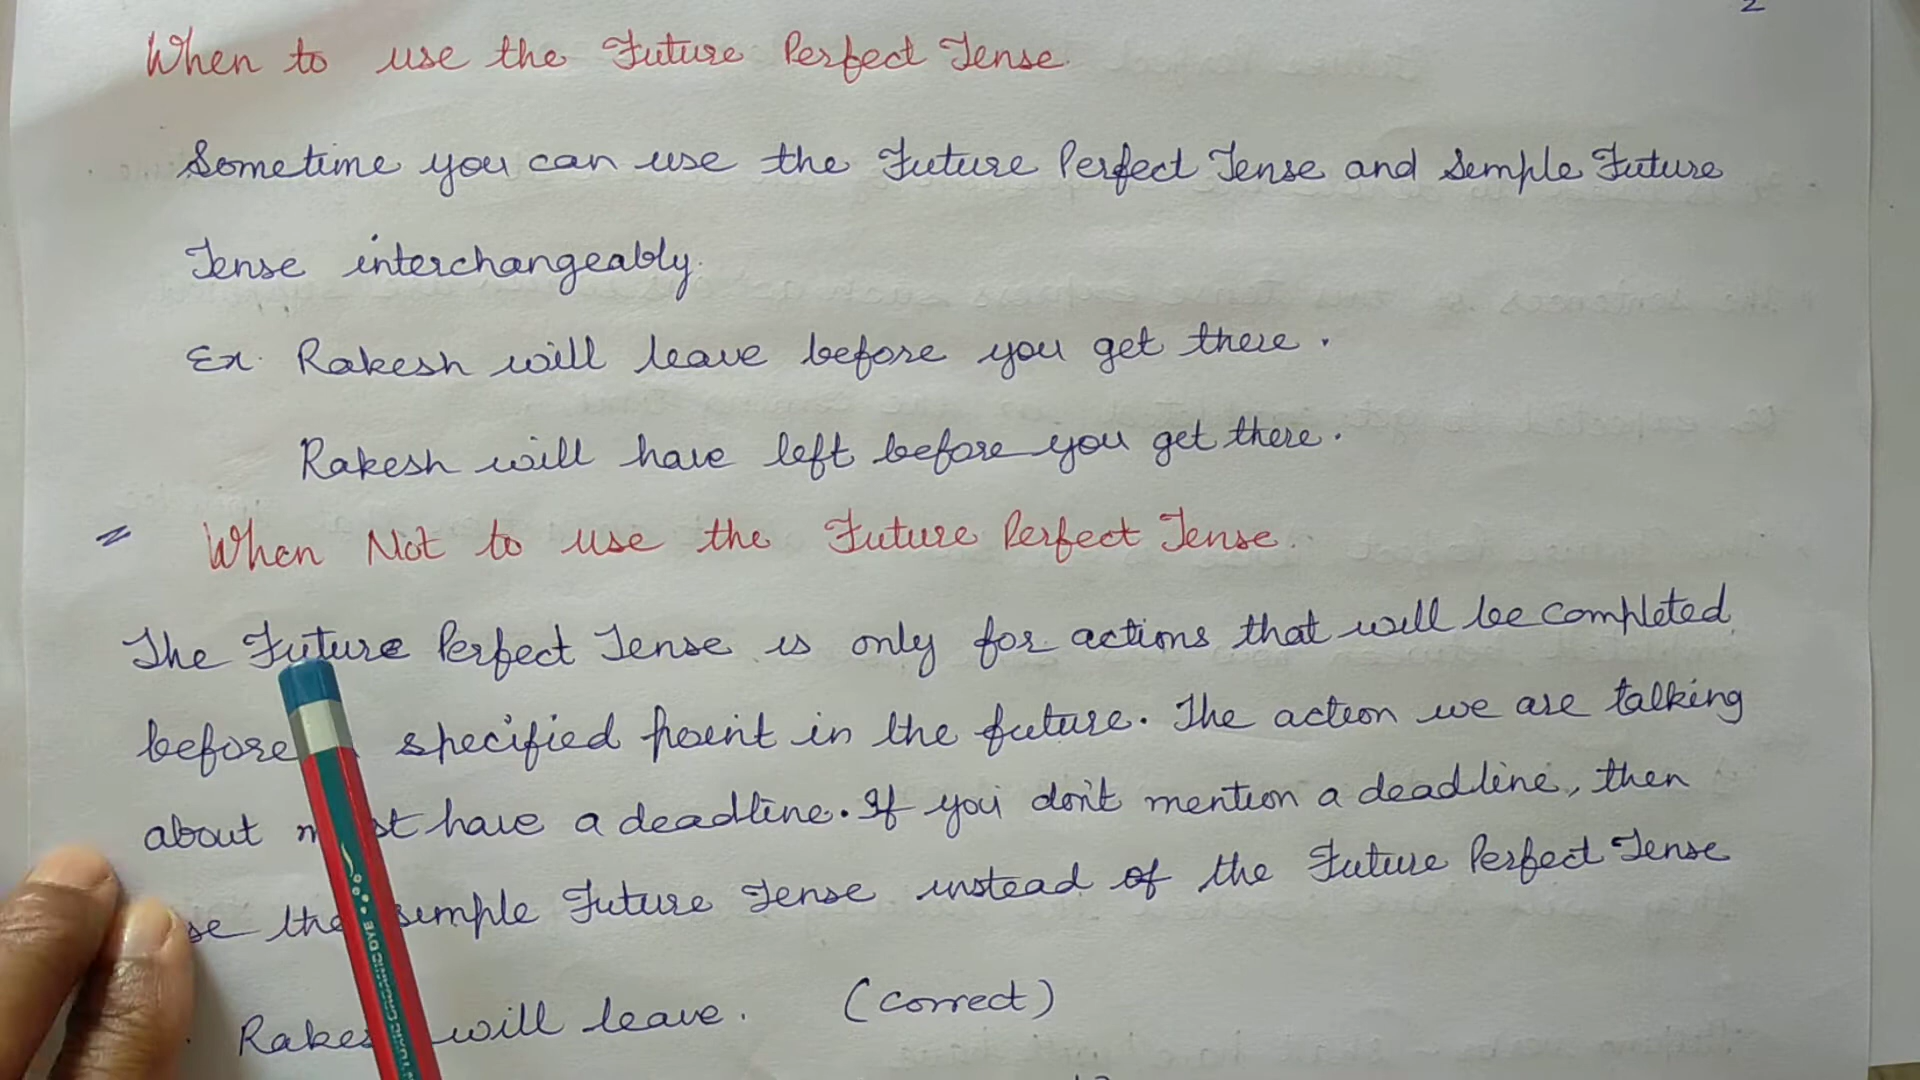 2
When to use the Future Perfect Tense
Sometime you can use the Future Perfect Tense and Semple Future
Tense interchangeably.
Ex. Rakesh will leave before you get there.
Rakesh will have left before you get there.
When Not to use the Future Perfect Tense.
The Future Perfect Tense is only for actions that will be completed
before specified point in the future. The action we are talking
about have a deadline. If you don't mention a deadline, then
the simple Future Tense instead of the Future Perfect Tense
will leave. (correct)